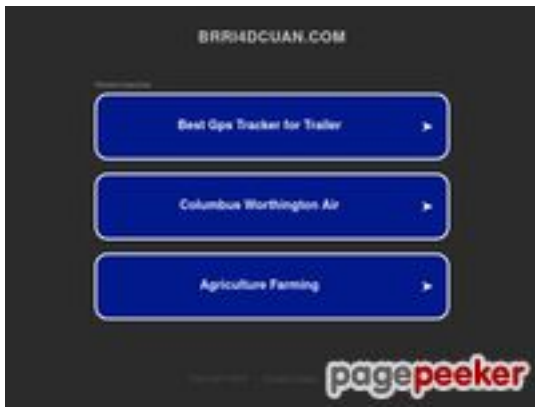 BRRI4DCUAN.COM
Best Gps Tracker for Trailer
Columbus Worthington Air
Agriculture Farming
pagepeeker